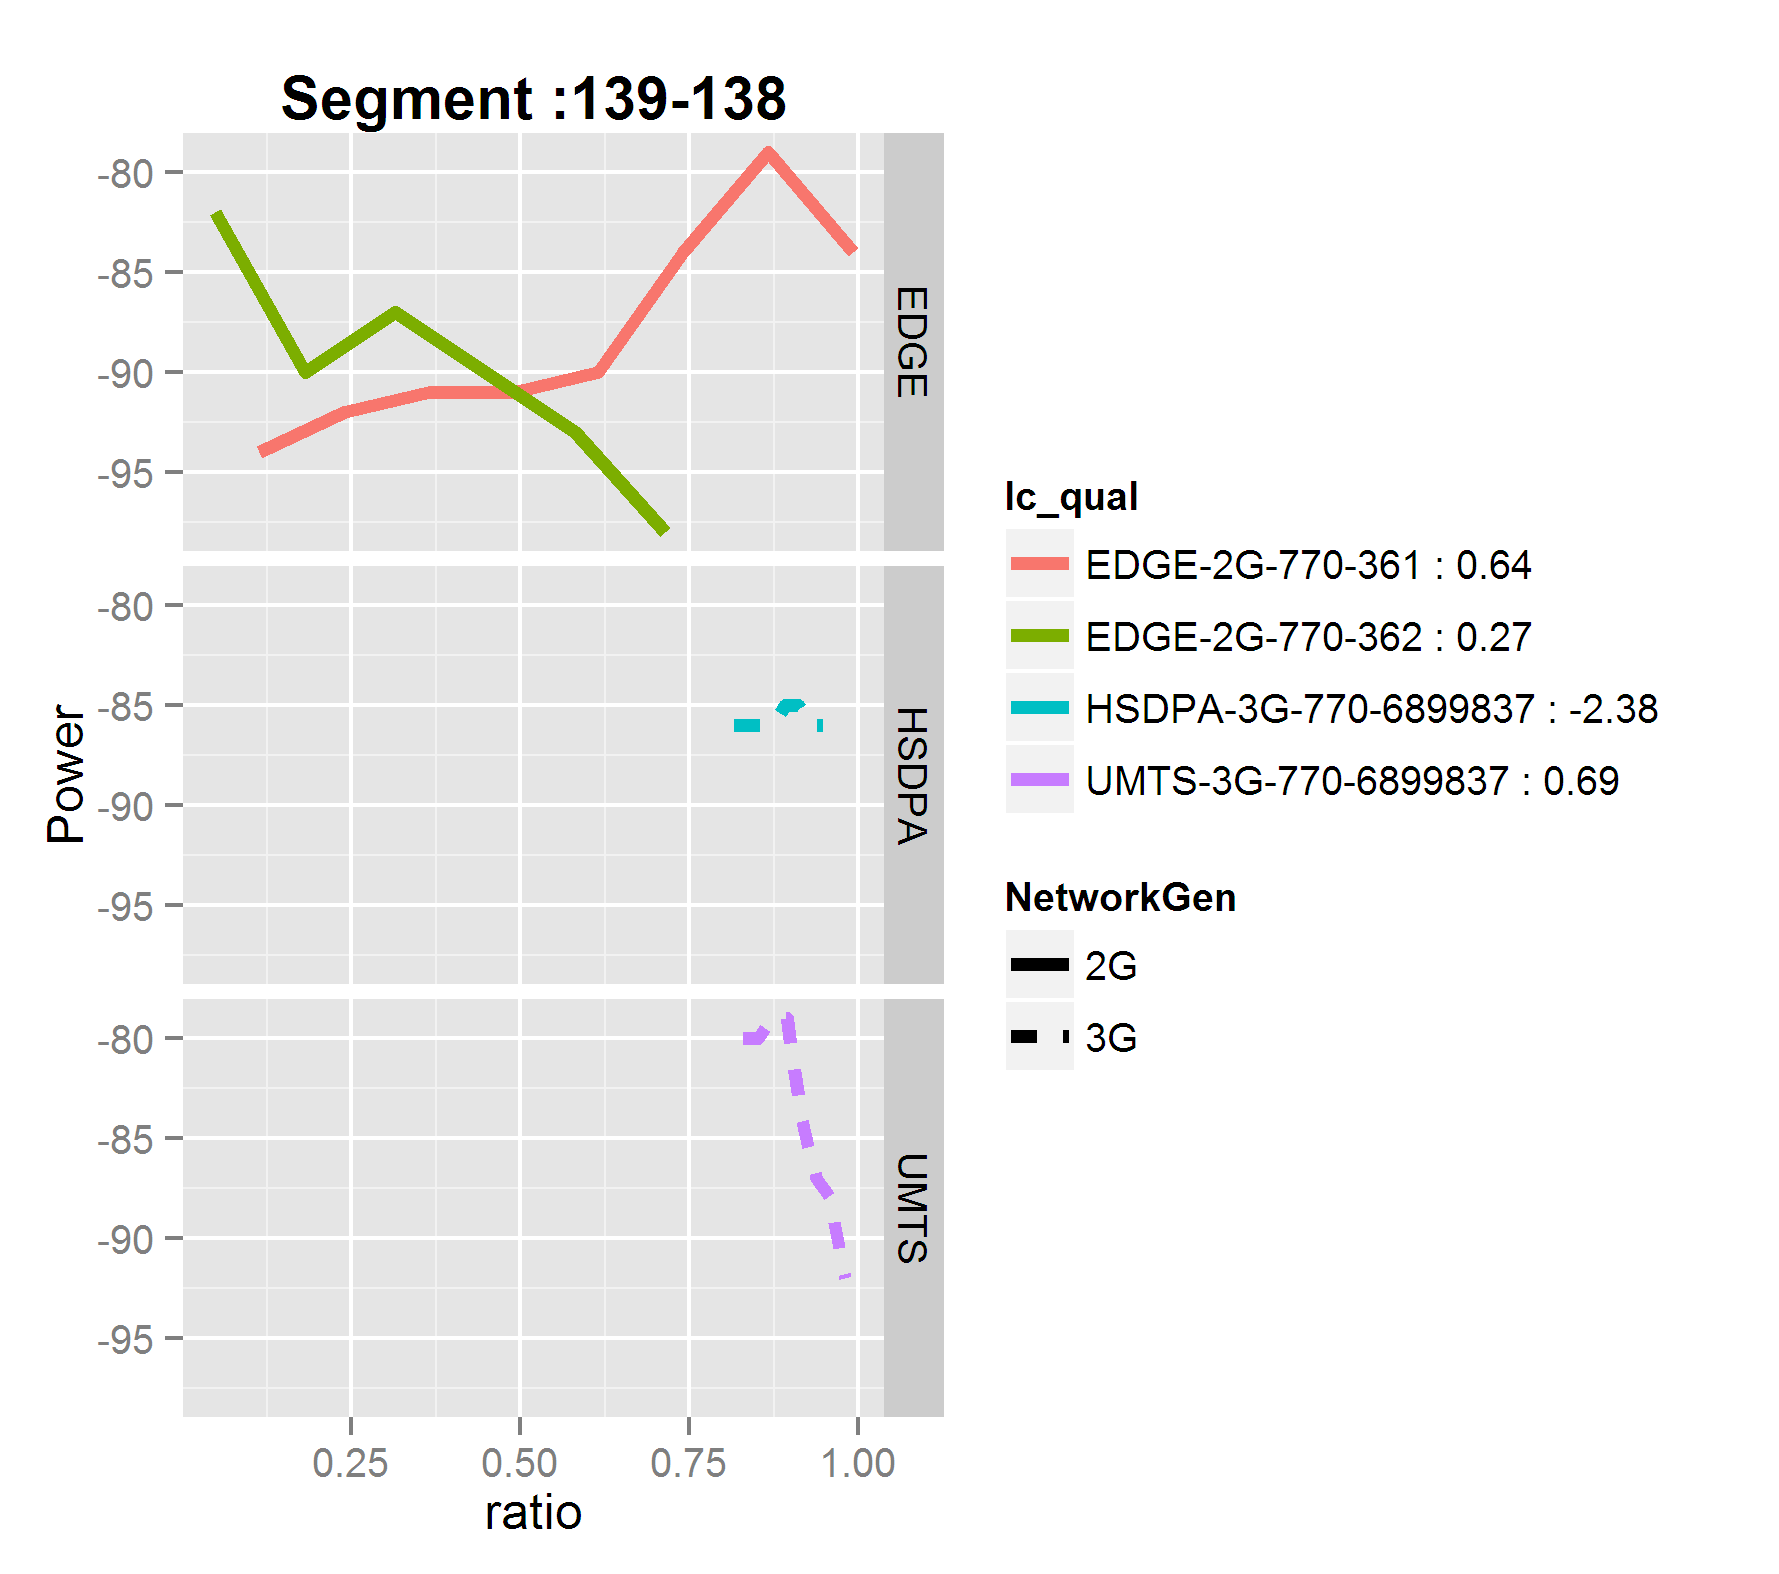 Segment :139-138
Power
-80
-85
-90
-95
EDGE
-80
-85
-90
-95
HSDPA
-80
-85
-90
-95
UMTS
0.25 0.50 0.75 1.00
ratio
lc_qual
EDGE-2G-770-361 : 0.64
EDGE-2G-770-362 : 0.27
HSDPA-3G-770-6899837 : -2.38
UMTS-3G-770-6899837 : 0.69
NetworkGen
2G
3G